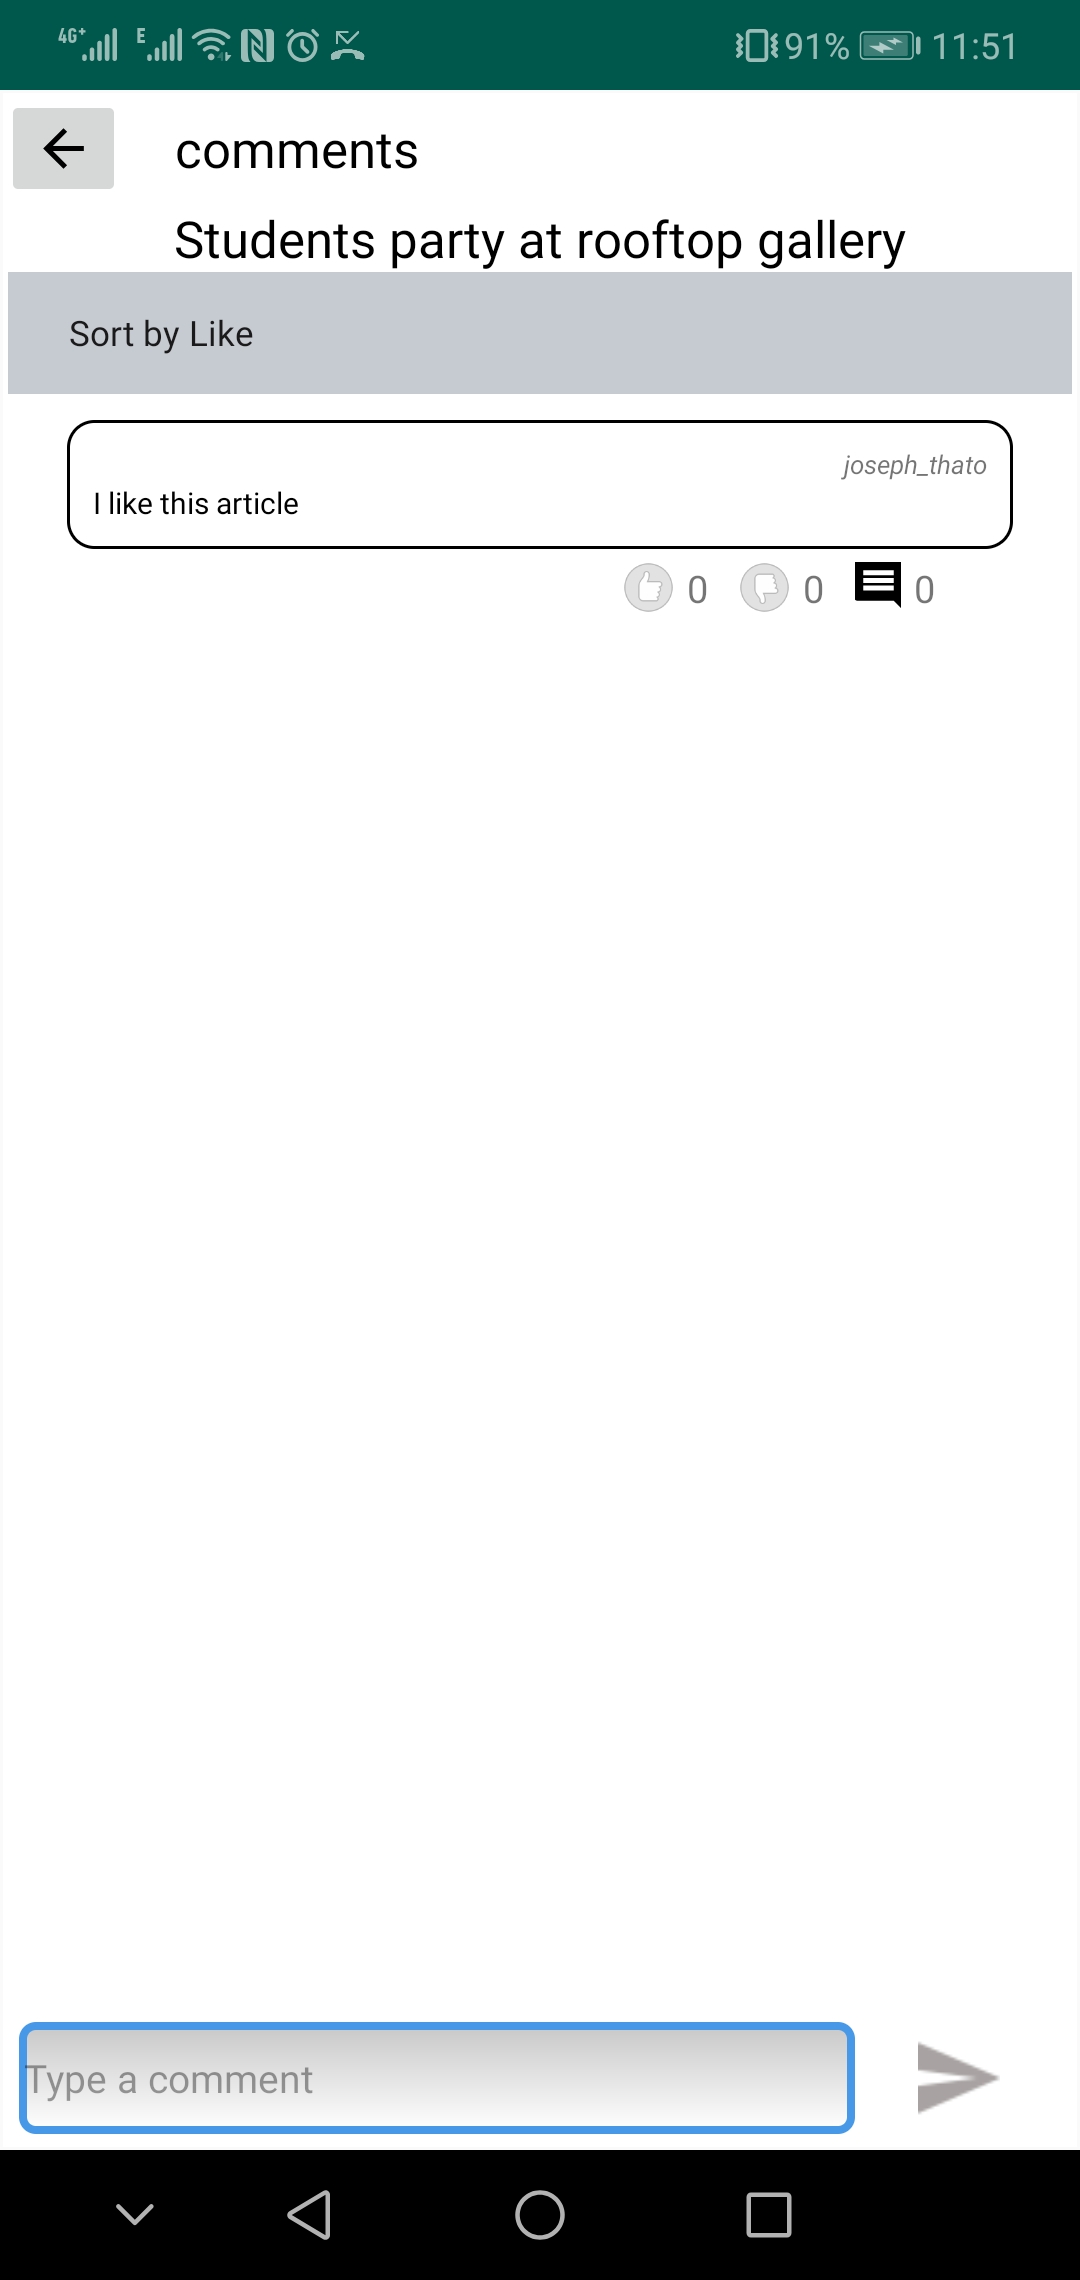 4G+ E 91% 11:51
comments
Students party at rooftop gallery
Sort by Like
joseph_thato
I like this article
0 0 0
Type a comment